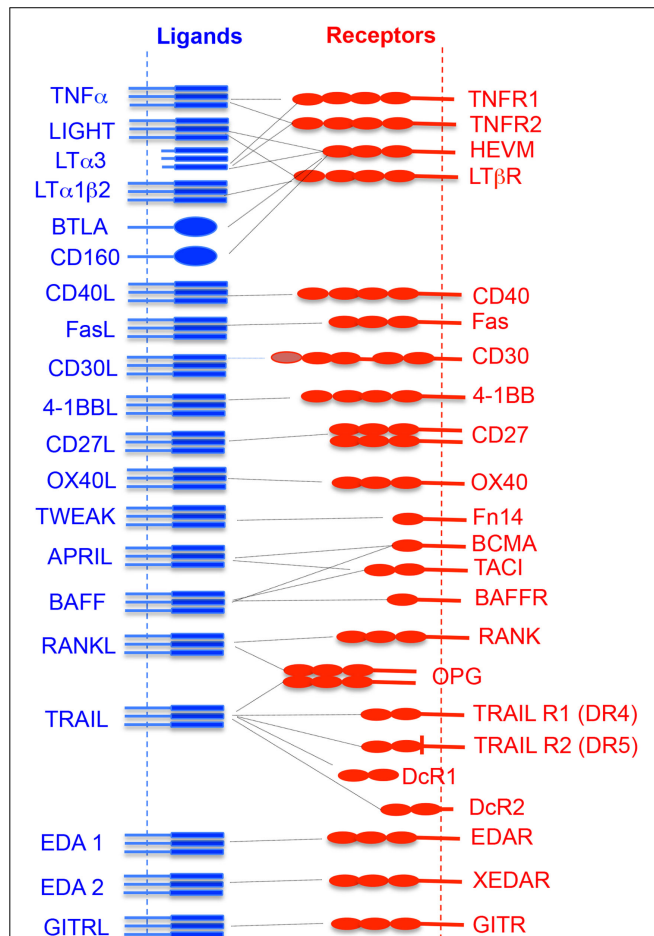 Ligands Receptors
TNFα TNFR1
LIGHT TNFR2
LTα3 HEVM
LTα1β2 LTβR
BTLA
CD160
CD40L CD40
FasL Fas
CD30L CD30
4-1BBL 4-1BB
CD27L CD27
OX40L OX40
TWEAK Fn14
APRIL BCMA
TACI
BAFF BAFFR
RANKL RANK
OPG
TRAIL TRAIL R1 (DR4)
TRAIL R2 (DR5)
DcR1
DcR2
EDA 1 EDAR
EDA 2 XEDAR
GITRL GITR